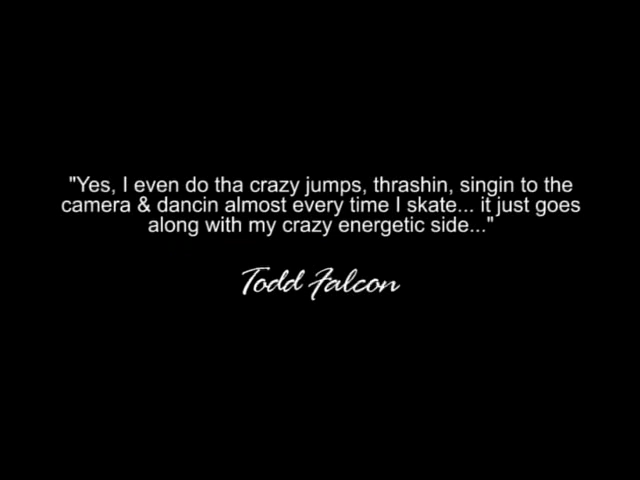 "Yes, I even do tha crazy jumps, thrashin, singin to the
camera & dancin almost every time I skate... it just goes
along with my crazy energetic side..."
Todd Falcon